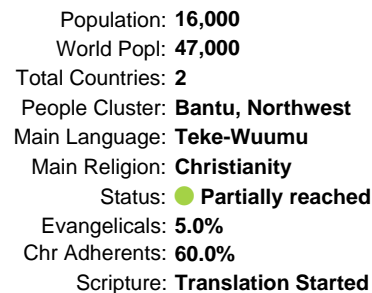 Population: 16,000
World Popl: 47,000
Total Countries: 2
People Cluster: Bantu, Northwest
Main Language: Teke-Wuumu
Main Religion: Christianity
Status: Partially reached
Evangelicals: 5.0%
Chr Adherents: 60.0%
Scripture: Translation Started